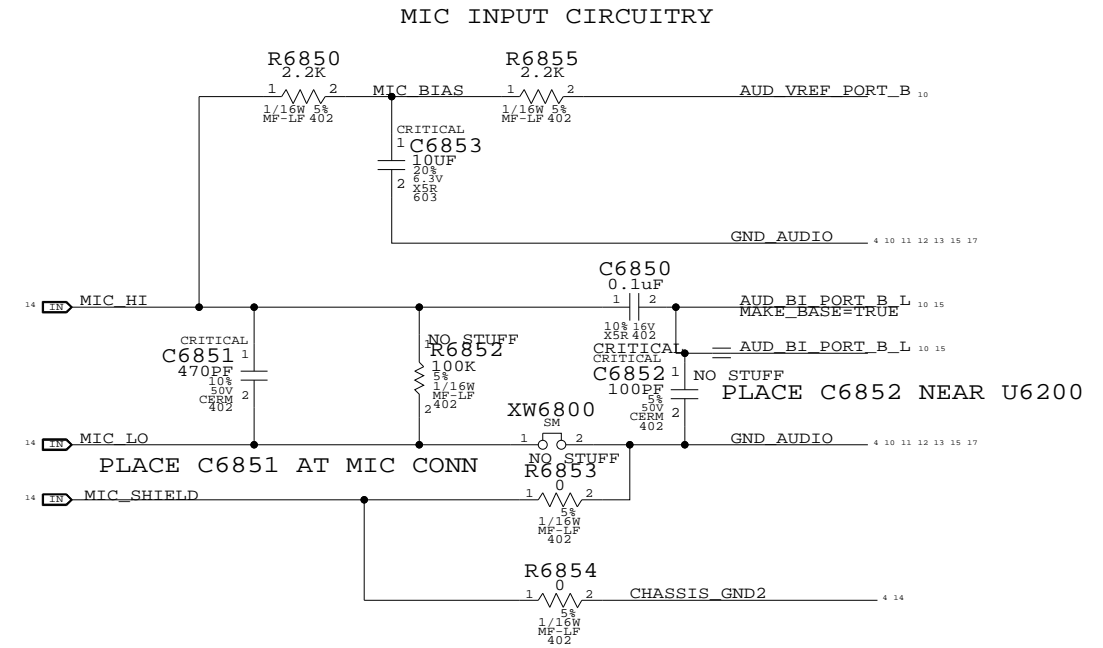 MIC INPUT CIRCUITRY
R6850
2.2K
1 2
1/16W 5%
MF-LF 402
MIC_BIAS
R6855
2.2K
1 2
1/16W 5%
MF-LF 402
AUD_VREF_PORT_B 10
CRITICAL
1 C6853
10UF
20%
6.3V
2 X5R
603
GND_AUDIO 4 10 11 12 13 15 17
C6850
0.1uF
1 2
10% 16V
X5R 402
CRITICAL
14 IN MIC_HI
AUD_BI_PORT_B_L 10 15
MAKE_BASE=TRUE
AUD_BI_PORT_B_L 10 15
CRITICAL 1
C6851
470PF
10%
50V 2
CERM
402
NO STUFF
1 R6852
100K
5%
1/16W
MF-LF
2 402
CRITICAL
C6852 1
100PF
5%
50V 2
CERM
402
NO STUFF
PLACE C6852 NEAR U6200
XW6800
SM
1 2
14 IN MIC_LO
GND_AUDIO 4 10 11 12 13 15 17
PLACE C6851 AT MIC CONN
NO STUFF
R6853
0
1 2
5%
1/16W
MF-LF
402
14 IN MIC_SHIELD
R6854
0
1 2
5%
1/16W
MF-LF
402
CHASSIS_GND2 4 14